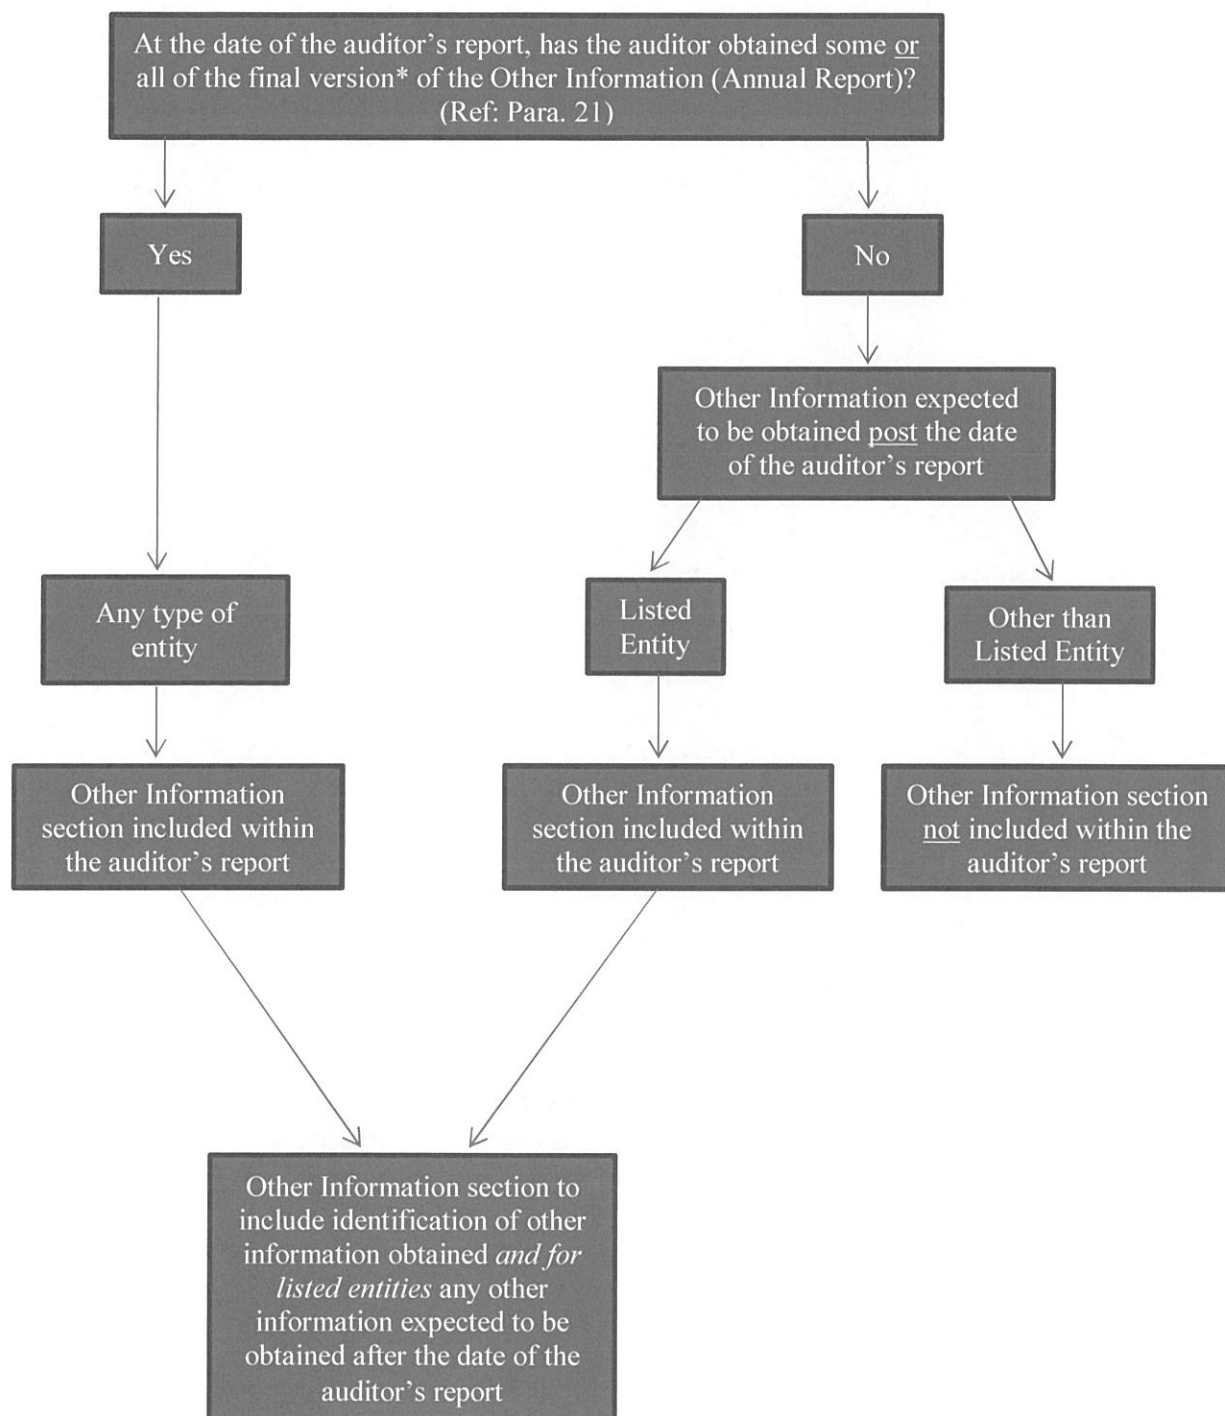 At the date of the auditor's report, has the auditor obtained some or
all of the final version* of the Other Information (Annual Report)?
(Ref: Para. 21)
Yes
No
Other Information expected
to be obtained post the date
of the auditor's report
Any type of
entity
Listed
Entity
Other than
Listed Entity
Other Information
section included within
the auditor's report
Other Information
section included within
the auditor's report
Other Information section
not included within the
auditor's report
Other Information section to
include identification of other
information obtained and for
listed entities any other
information expected to be
obtained after the date of the
auditor's report